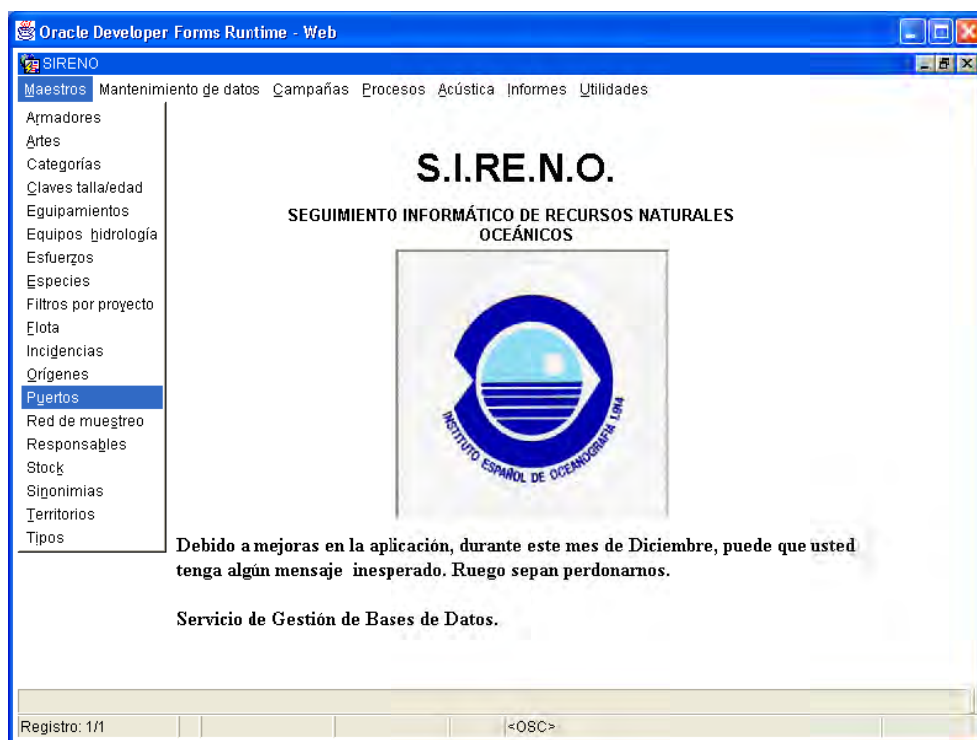 Oracle Developer Forms Runtime - Web
SIRENO
Maestros Mantenimiento de datos Campañas Procesos Acústica Informes Utilidades
Armadores
Artes
Categorías
Claves talla/edad
Equipamientos
Equipos hidrología
Esfuerzos
Especies
Filtros por proyecto
Flota
Incidencias
Orígenes
Puertos
Red de muestreo
Responsables
Stock
Sinonimias
Territorios
Tipos
S.I.RE.N.O.
SEGUIMIENTO INFORMÁTICO DE RECURSOS NATURALES
OCEÁNICOS
INSTITUTO ESPAÑOL DE OCEANOGRAFIA 1.914
Debido a mejoras en la aplicación, durante este mes de Diciembre, puede que usted
tenga algún mensaje inesperado. Ruego sepan perdonarnos.
Servicio de Gestión de Bases de Datos.
Registro: 1/1
<OSC>